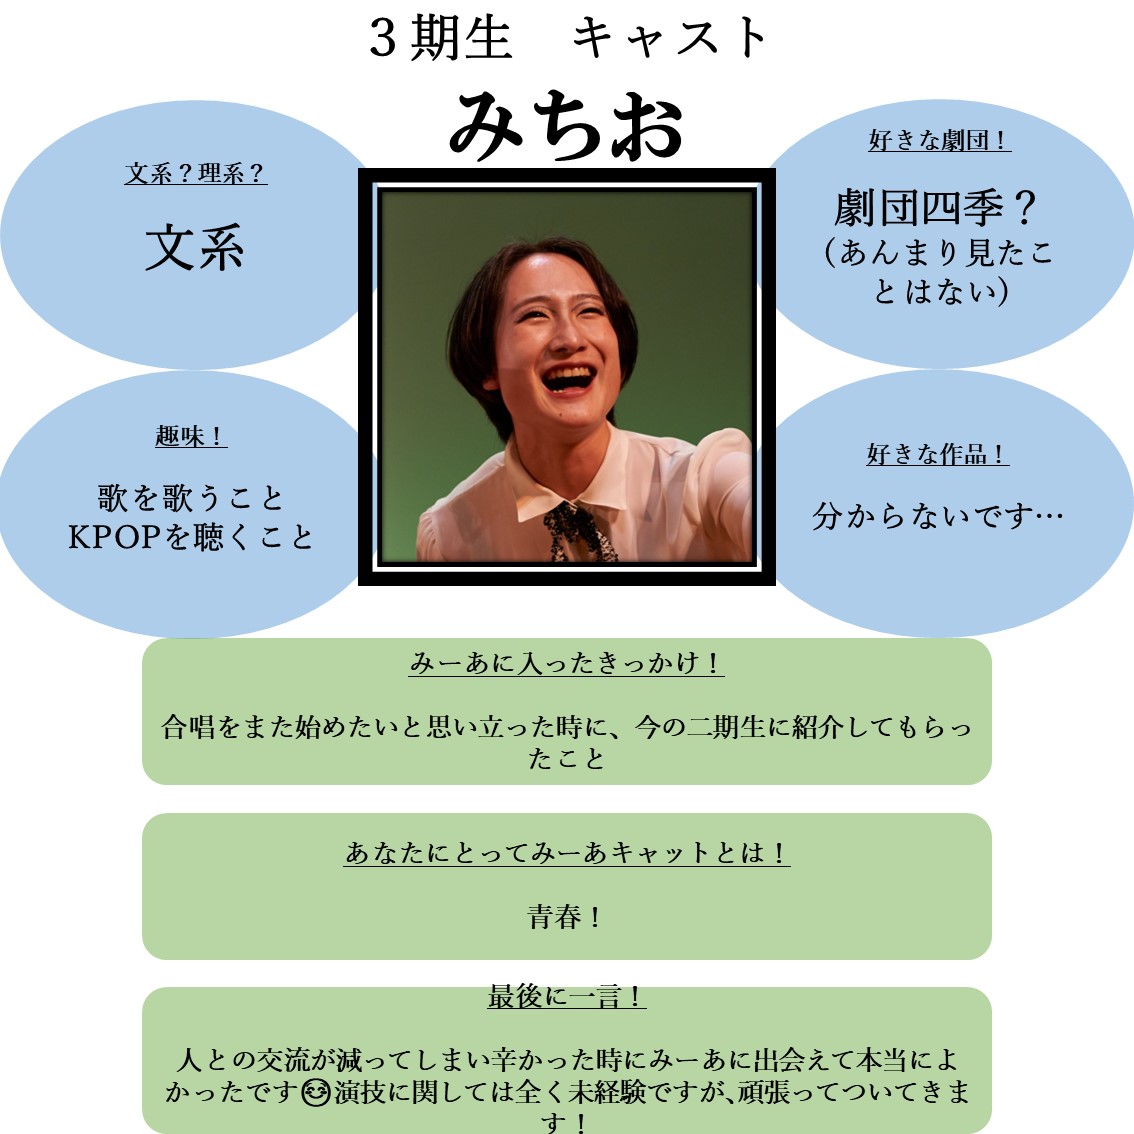 ３期生　キャスト
みちお
文系？理系？
文系
好きな劇団！
劇団四季？
(あんまり見たこ
とはない)
趣味！
歌を歌うこと
KPOPを聴くこと
好きな作品！
分からないです…
みーあに入ったきっかけ！
合唱をまた始めたいと思い立った時に、今の二期生に紹介してもらっ
たこと
あなたにとってみーあキャットとは！
青春！
最後に一言！
人との交流が減ってしまい辛かった時にみーあに出会えて本当によ
かったです😌演技に関しては全く未経験ですが、頑張ってついてきま
す！